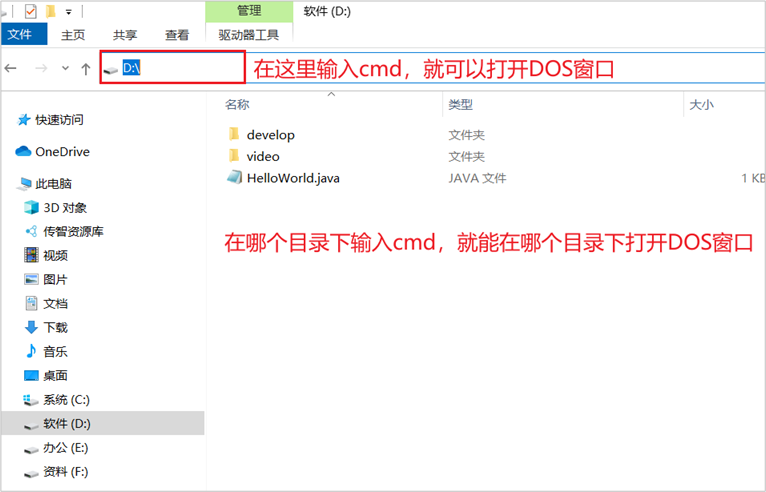 管理
软件 (D:)
文件
主页
共享
查看
驱动器工具
D:\
在这里输入cmd，就可以打开DOS窗口
名称
类型
大小
快速访问
OneDrive
此电脑
3D 对象
传智资源库
视频
图片
文档
下载
音乐
桌面
系统 (C:)
软件 (D:)
办公 (E:)
资料 (F:)
develop
文件夹
video
文件夹
HelloWorld.java
JAVA 文件
1 KB
在哪个目录下输入cmd，就能在哪个目录下打开DOS窗口